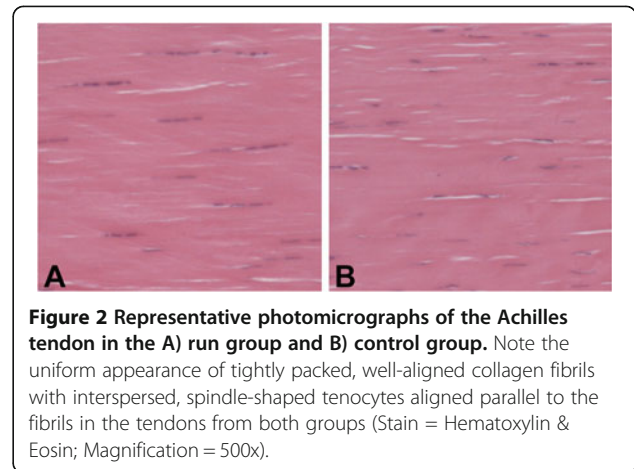 A
B
Figure 2 Representative photomicrographs of the Achilles
tendon in the A) run group and B) control group. Note the
uniform appearance of tightly packed, well-aligned collagen fibrils
with interspersed, spindle-shaped tenocytes aligned parallel to the
fibrils in the tendons from both groups (Stain = Hematoxylin &
Eosin; Magnification = 500x).